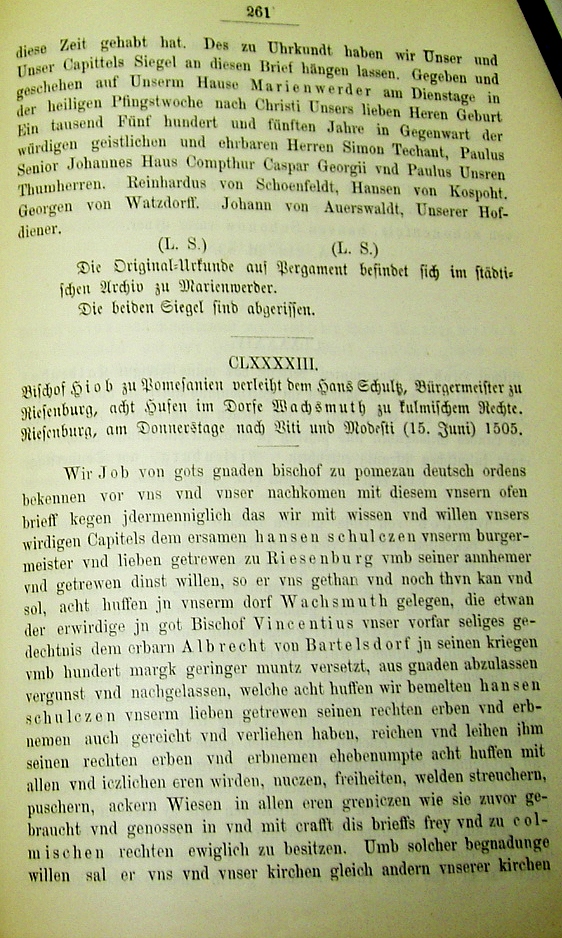 261
diese Zeit gehabt hat. Des zu Uhrkundt haben wir Unser und
Unser Capittels Siegel an diesen Brief hängen lassen. Gegeben und
geschehen auf Unserm Hause Marienwerder am Dienstage in
der heiligen Pfingstwoche nach Christi Unsers lieben Heren Geburt
Ein tausend Fünf hundert und fünften Jahre in Gegenwart der
würdigen geistlichen und ehrbaren Herren Simon Techant, Paulus
Senior Johannes Haus Compthur Caspar Georgii vnd Paulus Unsren
Thumherren. Reinhardus von Schoenfeldt, Hansen von Kospoht.
Georgen von Watzdorff. Johann von Auerswaldt, Unserer Hof-
diener.
(L. S.) (L. S.)
Die Original-Urkunde auf Pergament befindet sich im städti-
schen Archiv zu Marienwerder.
Die beiden Siegel sind abgerissen.
CLXXXXIII.
Bischof Hiob zu Pomesanien verleiht dem Hans Schultz, Bürgermeister zu
Riesenburg, acht Hufen im Dorfe Wachsmuth zu kulmischem Rechte.
Riesenburg, am Donnerstage nach Viti und Modesti (15. Juni) 1505.
Wir Job von gots gnaden bischof zu pomezan deutsch ordens
bekennen vor vns vnd vnser nachkomen mit diesem vnsern ofen
brieff kegen jdermenniglich das wir mit wissen vnd willen vnsers
wirdigen Capitels dem ersamen hansen schulczen vnserm burger-
meister vnd lieben getrewen zu Riesenburg vmb seiner annhemer
vnd getrewen dinst willen, so er vns gethan vnd noch thvn kan vnd
sol, acht huffen jn vnserm dorf Wachsmuth gelegen, die etwan
der erwirdige jn got Bischof Vincentius vnser vorfar seliges ge-
dechtnis dem erbarn Albrecht von Bartelsdorf jn seinen kriegen
vmb hundert margk geringer muntz versetzt, aus gnaden abzulassen
vergunst vnd nachgelassen, welche acht huffen wir bemelten hansen
schulczen vnserm lieben getrewen seinen rechten erben vnd erb-
nemen auch gereicht vnd verliehen haben, reichen vnd leihen ihm
seinen rechten erben vnd erbnemen ehebenumpte acht huffen mit
allen vnd iczlichen eren wirden, nuczen, freiheiten, welden streuchern,
puschern, ackern Wiesen in allen eren greniczen wie sie zuvor ge-
braucht vnd genossen in vnd mit crafft dis brieffs frey vnd zu col-
mischen rechten ewiglich zu besitzen. Umb solcher begnadunge
willen sal er vns vnd vnser kirchen gleich andern vnserer kirchen